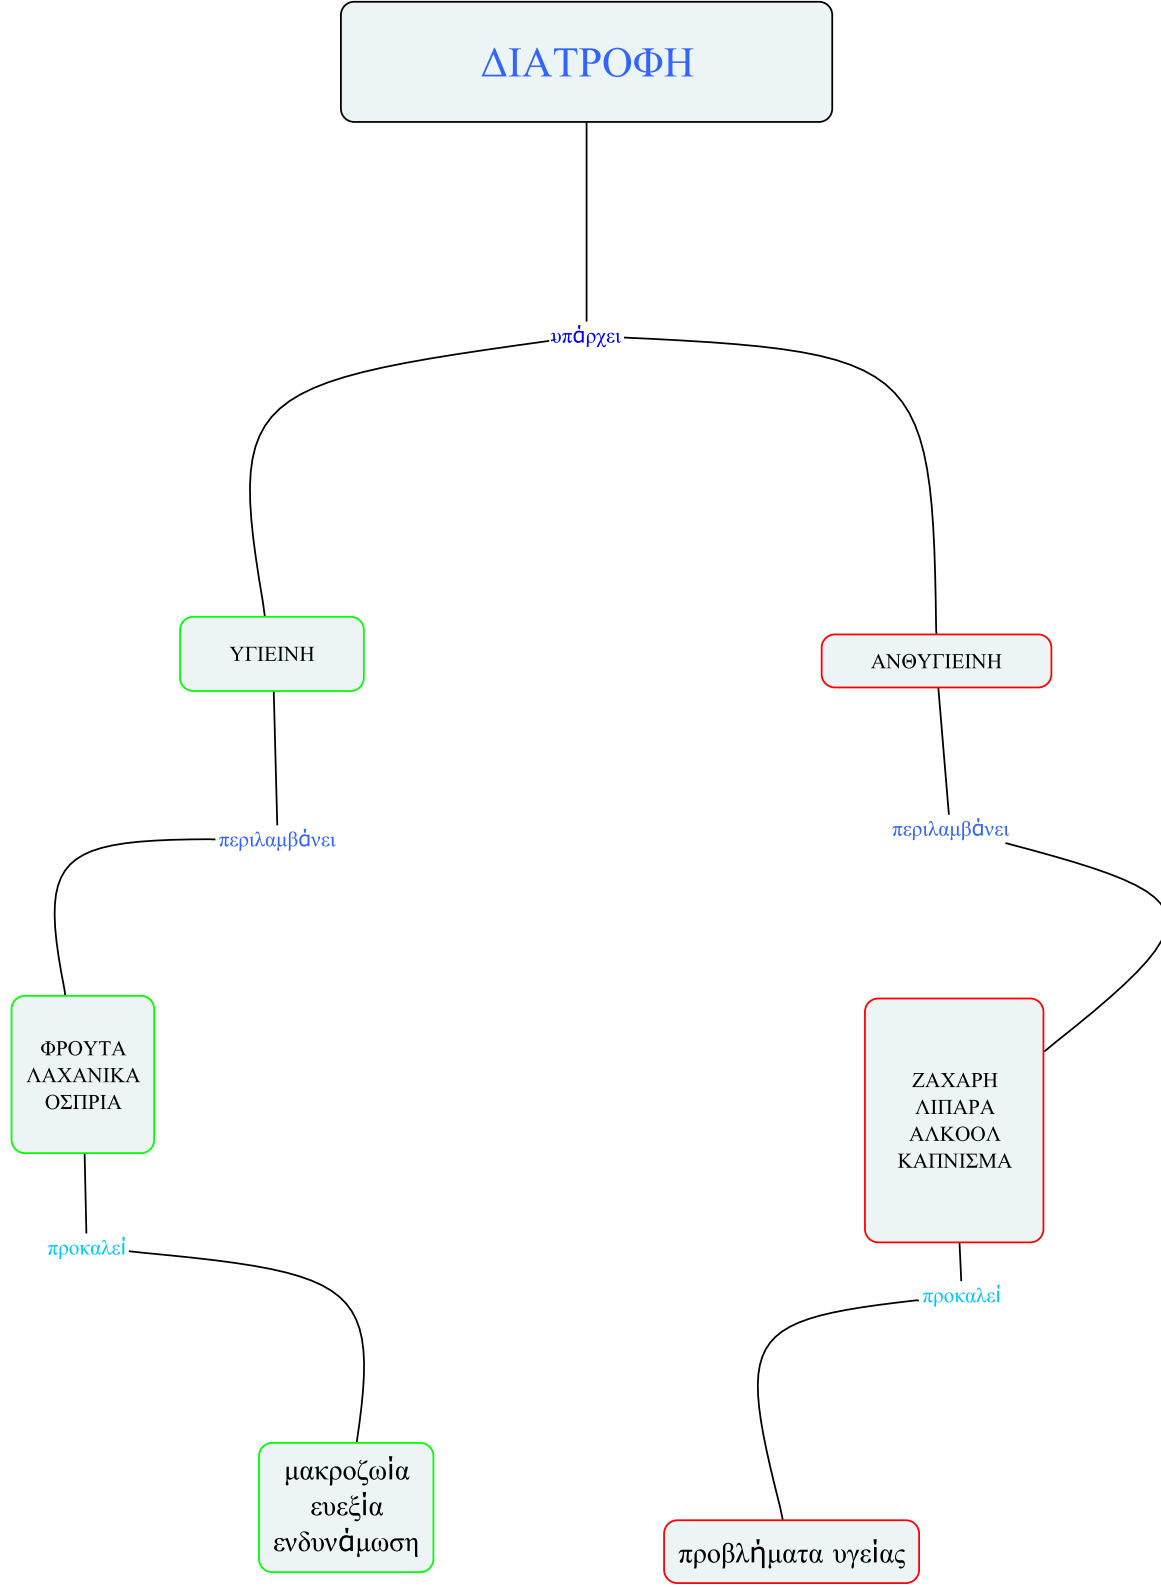 ΔΙΑΤΡΟΦΗ
υπάρχει
ΥΓΙΕΙΝΗ
ΑΝΘΥΓΙΕΙΝΗ
περιλαμβάνει
περιλαμβάνει
ΦΡΟΥΤΑ
ΛΑΧΑΝΙΚΑ
ΟΣΠΡΙΑ
ΖΑΧΑΡΗ
ΛΙΠΑΡΑ
ΑΛΚΟΟΛ
ΚΑΠΝΙΣΜΑ
προκαλεί
προκαλεί
μακροζωία
ευεξία
ενδυνάμωση
προβλήματα υγείας